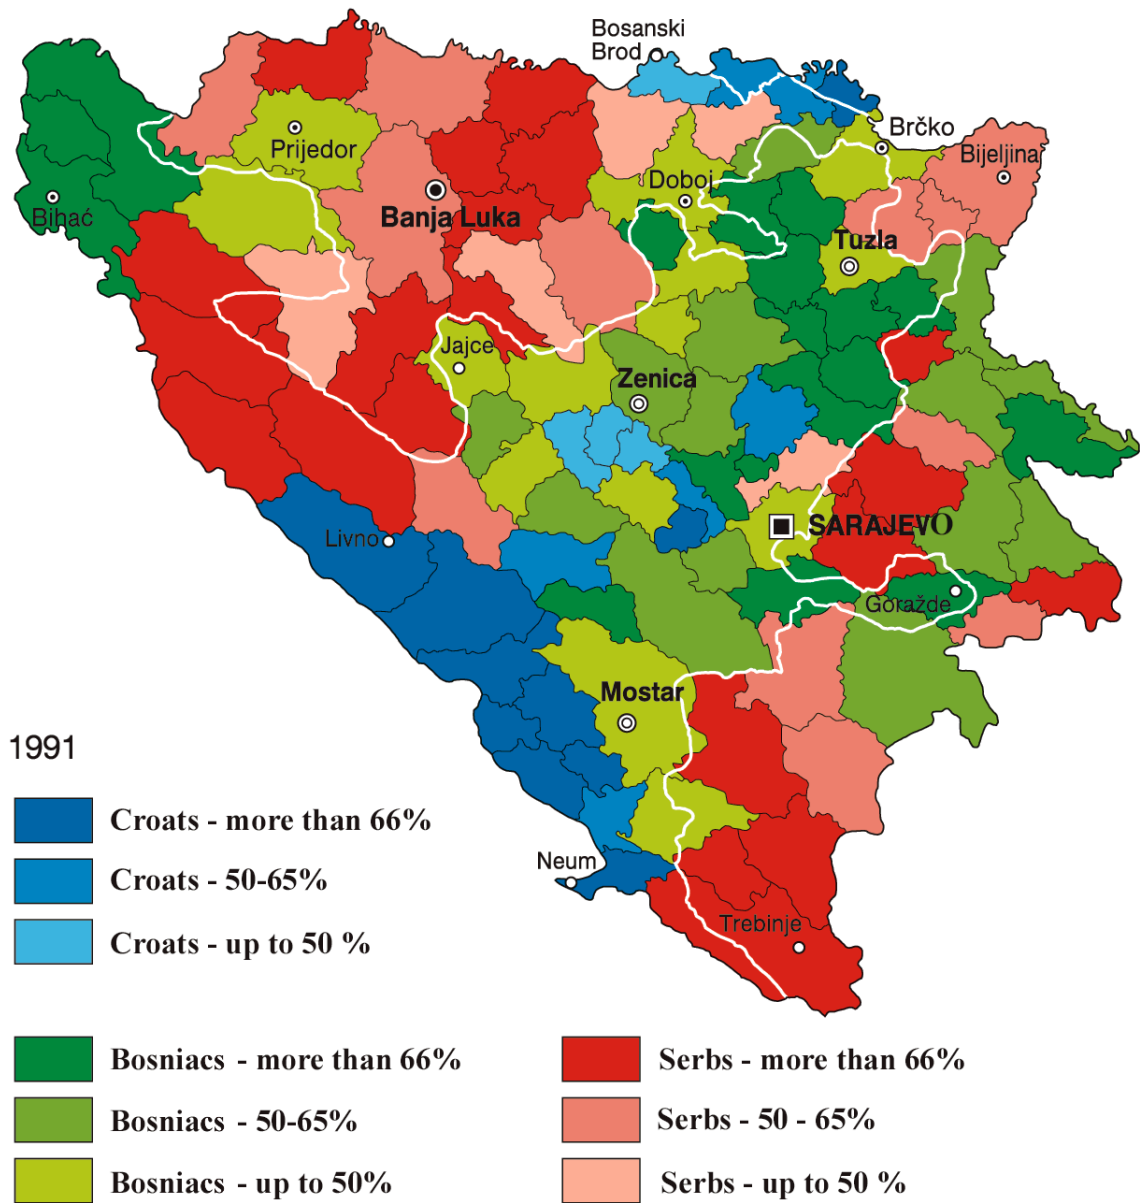 Bosanski
Brod
Brčko
Prijedor
Bijeljina
Doboj
Bihać
Banja Luka
Tuzla
Jajce
Zenica
SARAJEVO
Livno
Goražde
Mostar
1991
Croats - more than 66%
Neum
Croats - 50-65%
Trebinje
Croats - up to 50 %
Bosniacs - more than 66%
Serbs - more than 66%
Bosniacs - 50-65%
Serbs - 50 - 65%
Bosniacs - up to 50%
Serbs - up to 50 %